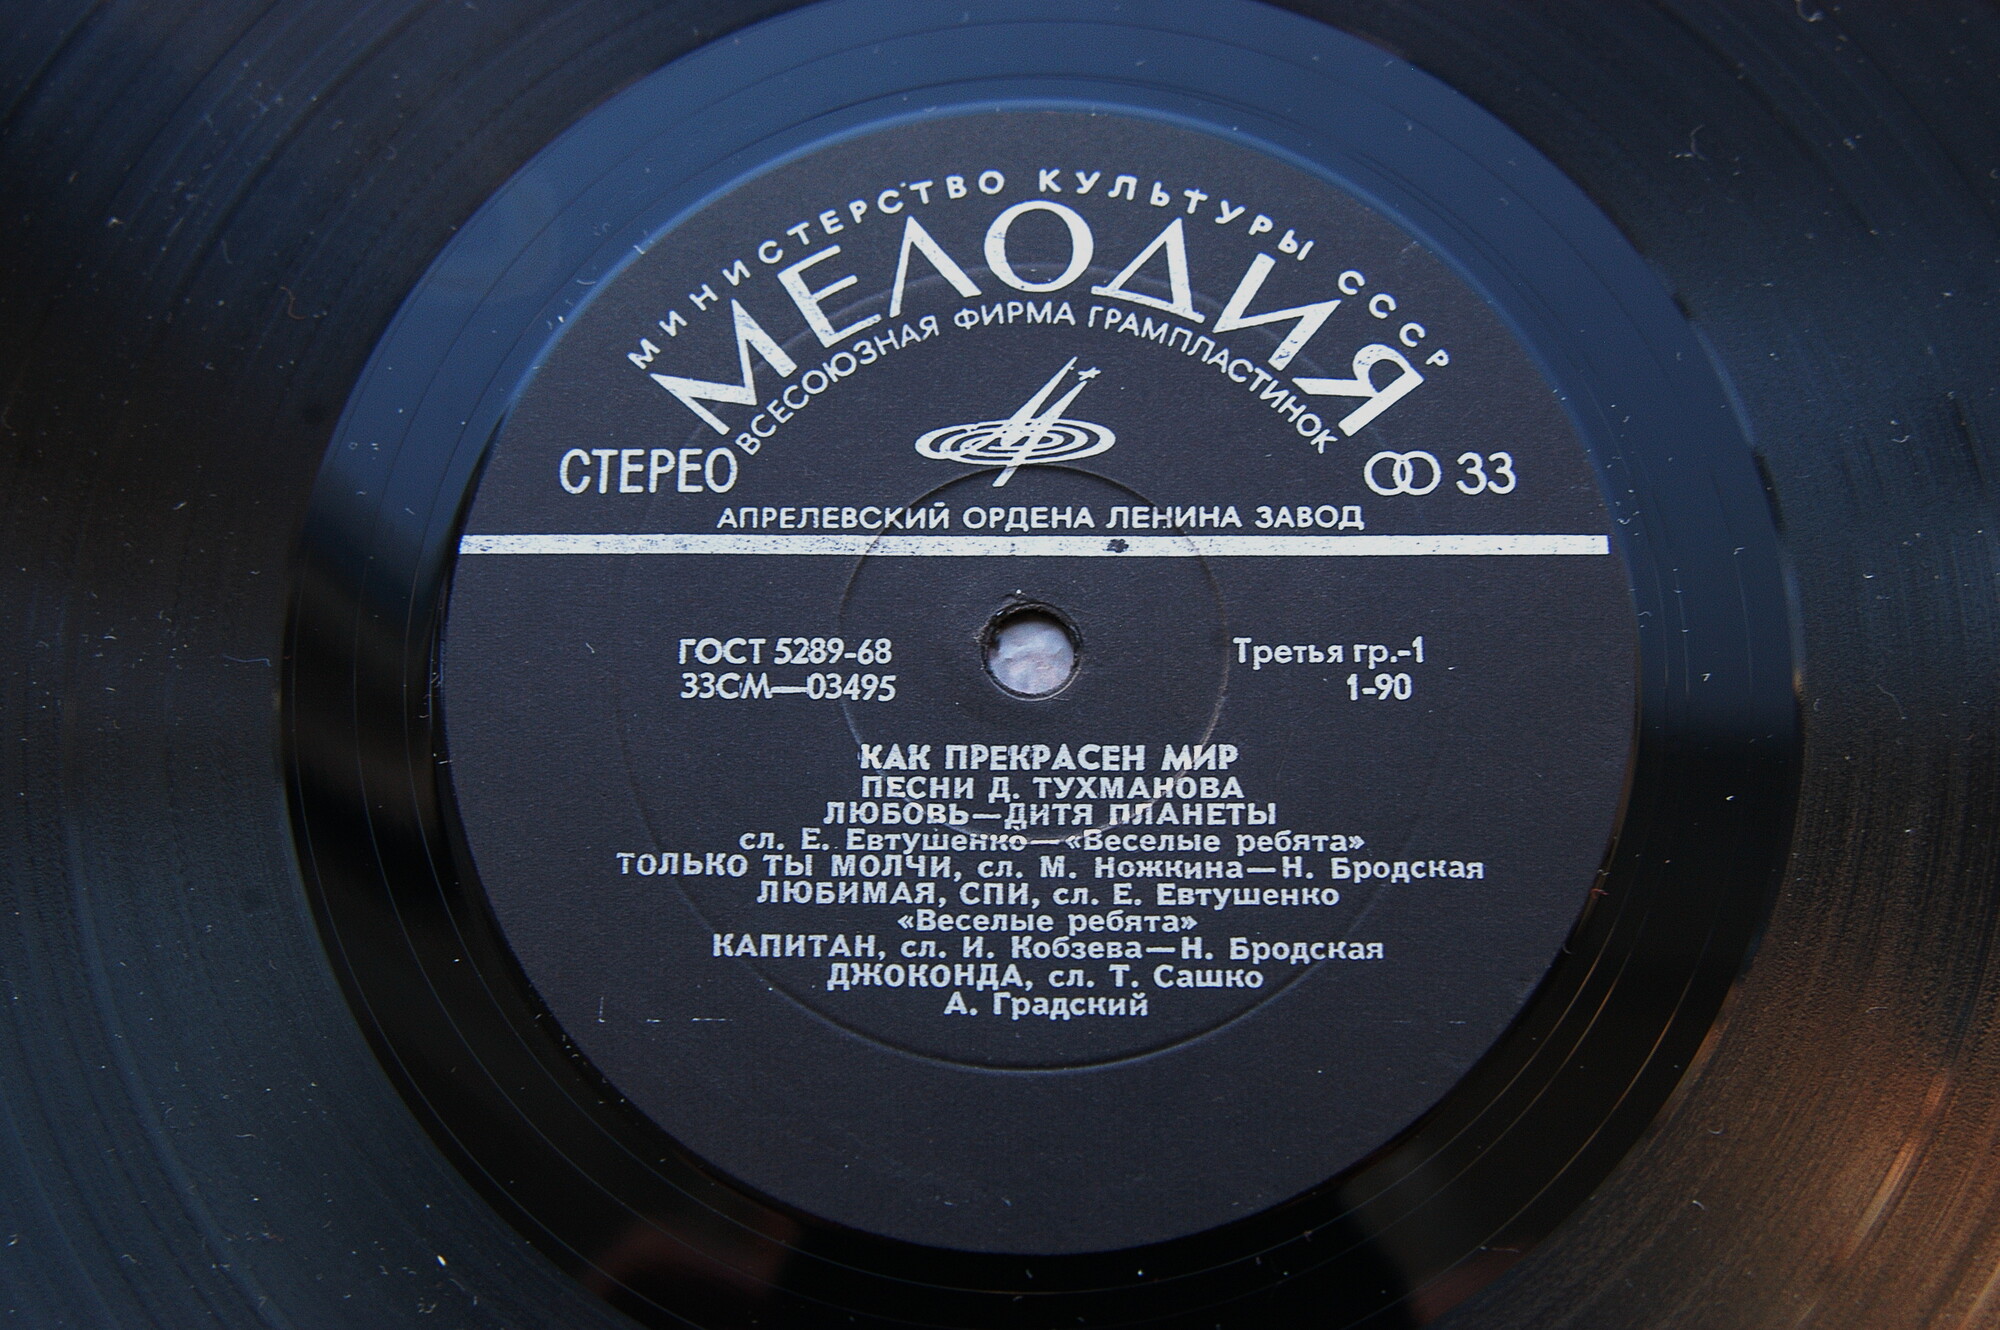 МИНИСТЕРСТВО КУЛЬТУРЫ СССР
МЕЛОДИЯ
ВСЕСОЮЗНАЯ ФИРМА ГРАМПЛАСТИНОК
СТЕРЕО
33
АПРЕЛЕВСКИЙ ОРДЕНА ЛЕНИНА ЗАВОД
ГОСТ 5289-68
Третья гр.-1
33СМ—03495
1-90
КАК ПРЕКРАСЕН МИР
ПЕСНИ Д. ТУХМАНОВА
ЛЮБОВЬ—ДИТЯ ПЛАНЕТЫ
сл. Е. Евтушенко—«Веселые ребята»
ТОЛЬКО ТЫ МОЛЧИ, сл. М. Ножкина—Н. Бродская
ЛЮБИМАЯ, СПИ, сл. Е. Евтушенко
«Веселые ребята»
КАПИТАН, сл. И. Кобзева—Н. Бродская
ДЖОКОНДА, сл. Т. Сашко
А. Градский